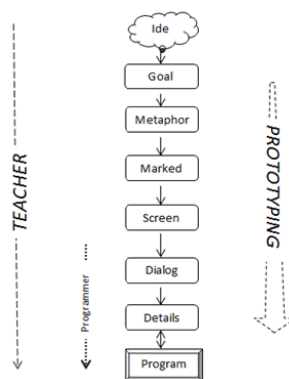 Ide
Goal
Metaphor
Marked
Screen
Dialog
Details
Program
TEACHER
Programmer
PROTOTYPING